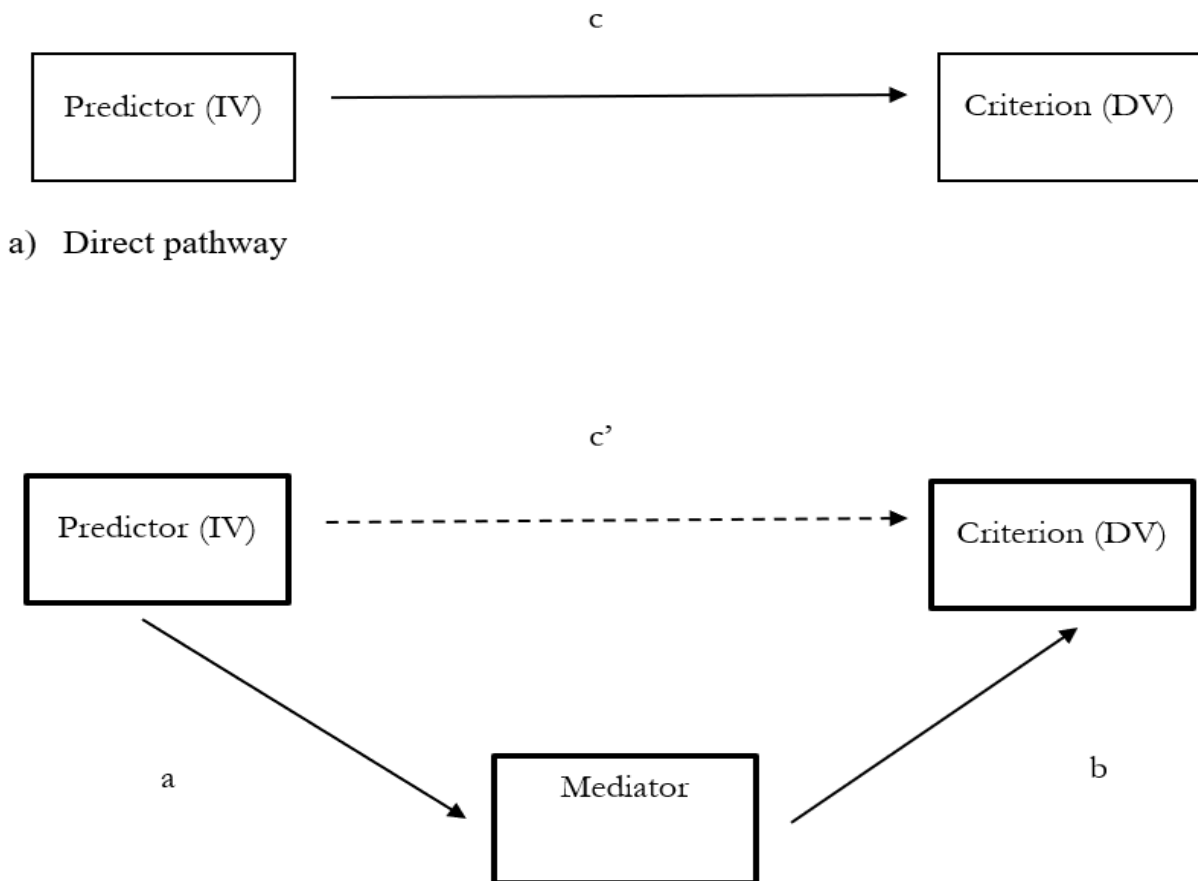 c
Predictor (IV)
Criterion (DV)
a) Direct pathway
c’
Predictor (IV)
Criterion (DV)
a
Mediator
b